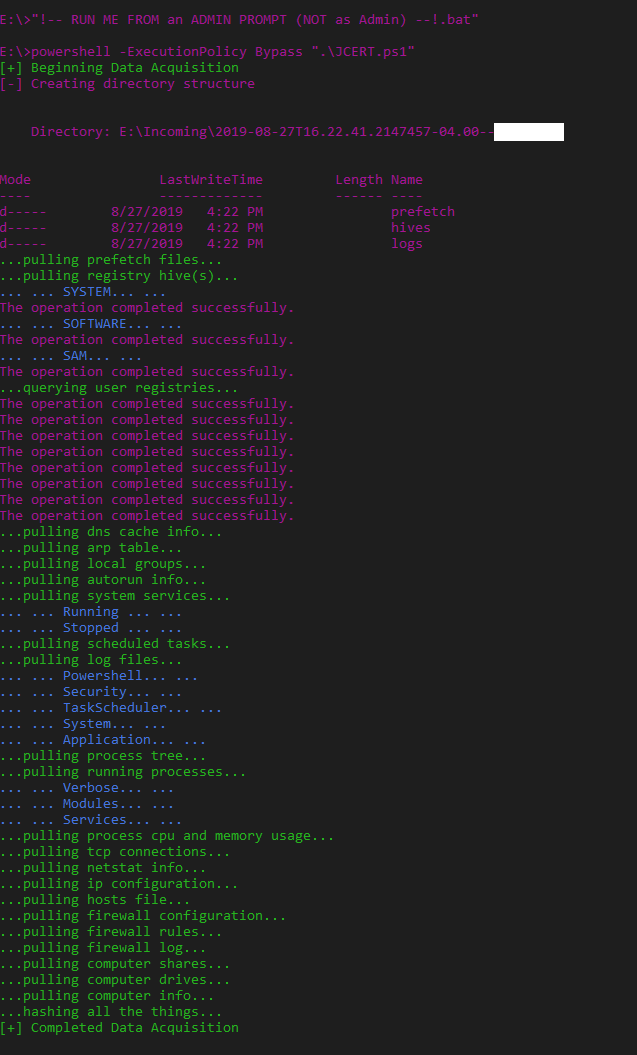 E:\>"!-- RUN ME FROM an ADMIN PROMPT (NOT as Admin) --!.bat"
E:\>powershell -ExecutionPolicy Bypass ".\JCERT.ps1"
[+] Beginning Data Acquisition
[-] Creating directory structure
Directory: E:\Incoming\2019-08-27T16.22.41.2147457-04.00--
Mode LastWriteTime Length Name
---- ------------- ------ ----
d----- 8/27/2019 4:22 PM prefetch
d----- 8/27/2019 4:22 PM hives
d----- 8/27/2019 4:22 PM logs
...pulling prefetch files...
...pulling registry hive(s)...
... ... SYSTEM... ...
The operation completed successfully.
... ... SOFTWARE... ...
The operation completed successfully.
... ... SAM... ...
The operation completed successfully.
...querying user registries...
The operation completed successfully.
The operation completed successfully.
The operation completed successfully.
The operation completed successfully.
The operation completed successfully.
The operation completed successfully.
The operation completed successfully.
The operation completed successfully.
...pulling dns cache info...
...pulling arp table...
...pulling local groups...
...pulling autorun info...
...pulling system services...
... ... Running ... ...
... ... Stopped ... ...
...pulling scheduled tasks...
...pulling log files...
... ... Powershell... ...
... ... Security... ...
... ... TaskScheduler... ...
... ... System... ...
... ... Application... ...
...pulling process tree...
...pulling running processes...
... ... Verbose... ...
... ... Modules... ...
... ... Services... ...
...pulling process cpu and memory usage...
...pulling tcp connections...
...pulling netstat info...
...pulling ip configuration...
...pulling hosts file...
...pulling firewall configuration...
...pulling firewall rules...
...pulling firewall log...
...pulling computer shares...
...pulling computer drives...
...pulling computer info...
...hashing all the things...
[+] Completed Data Acquisition